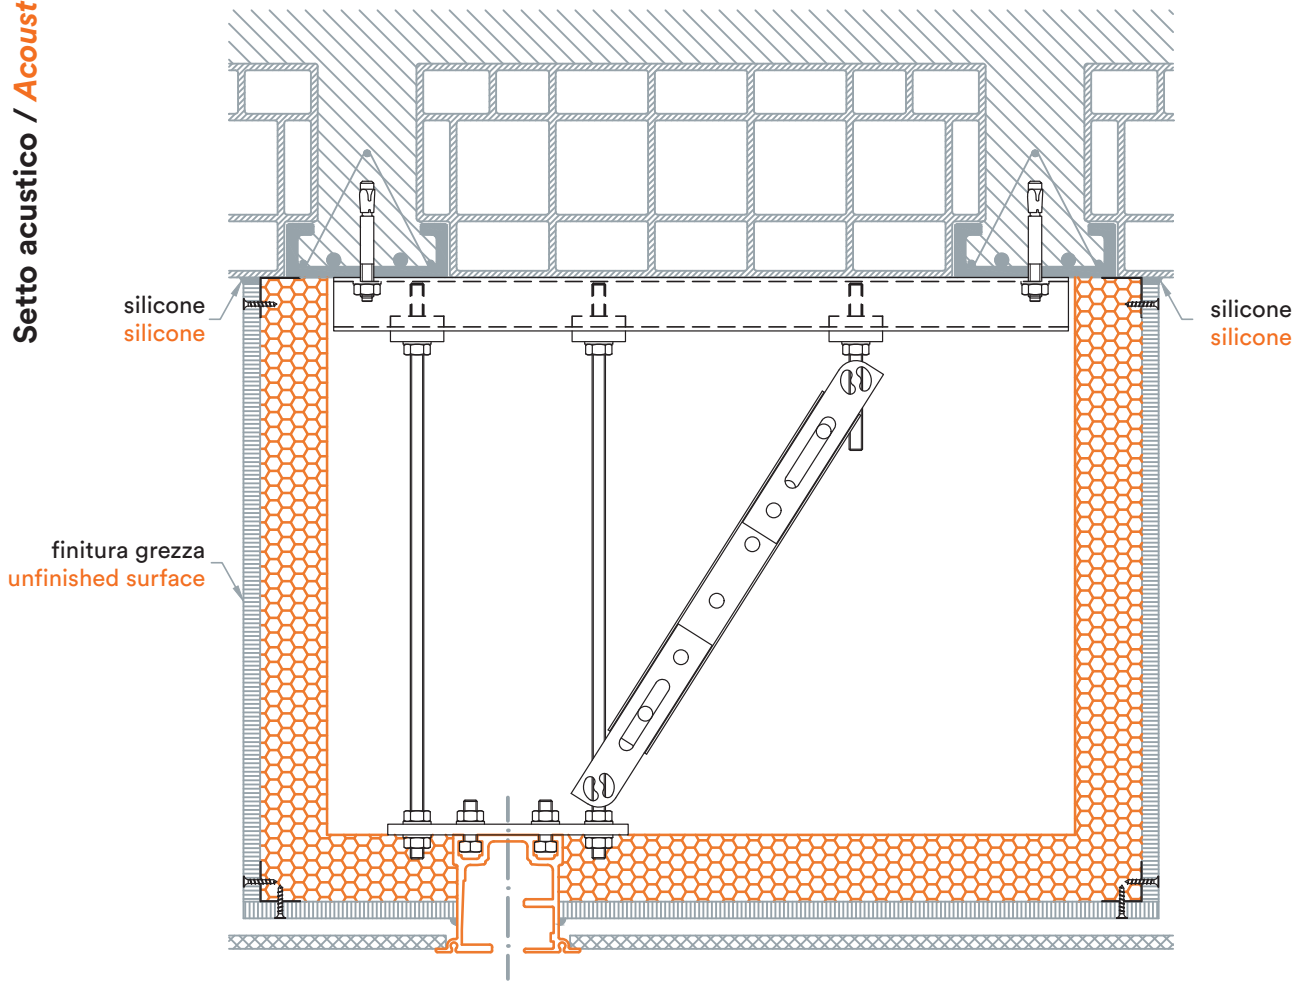 Setto acustico / Acoust
silicone
silicone
silicone
silicone
finitura grezza
unfinished surface